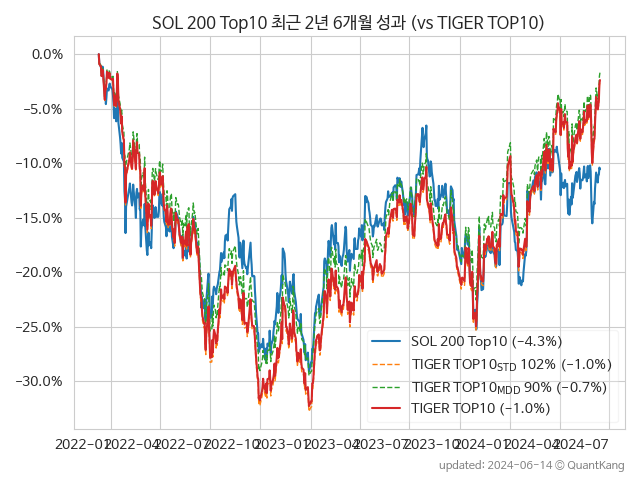 SOL 200 Top10 최근 2년 6개월 성과 (vs TIGER TOP10)
0.0%
−5.0%
−10.0%
−15.0%
−20.0%
−25.0%
−30.0%
SOL 200 Top10 (−4.3%)
TIGER TOP10STD 102% (−1.0%)
TIGER TOP10MDD 90% (−0.7%)
TIGER TOP10 (−1.0%)
2022-01 2022-04 2022-07 2022-10 2023-01 2023-04 2023-07 2023-10 2024-01 2024-04 2024-07
updated: 2024-06-14 © QuantKang